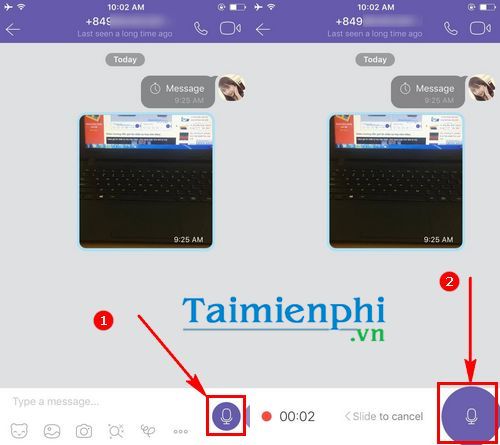 10:02 AM
+849
Last seen a long time ago
Today
Message
9:25 AM
9:25 AM
1
Type a message...
10:02 AM
+849
Last seen a long time ago
Today
Message
9:25 AM
9:25 AM
2
Taimienphi
.vn
00:02
< Slide to cancel